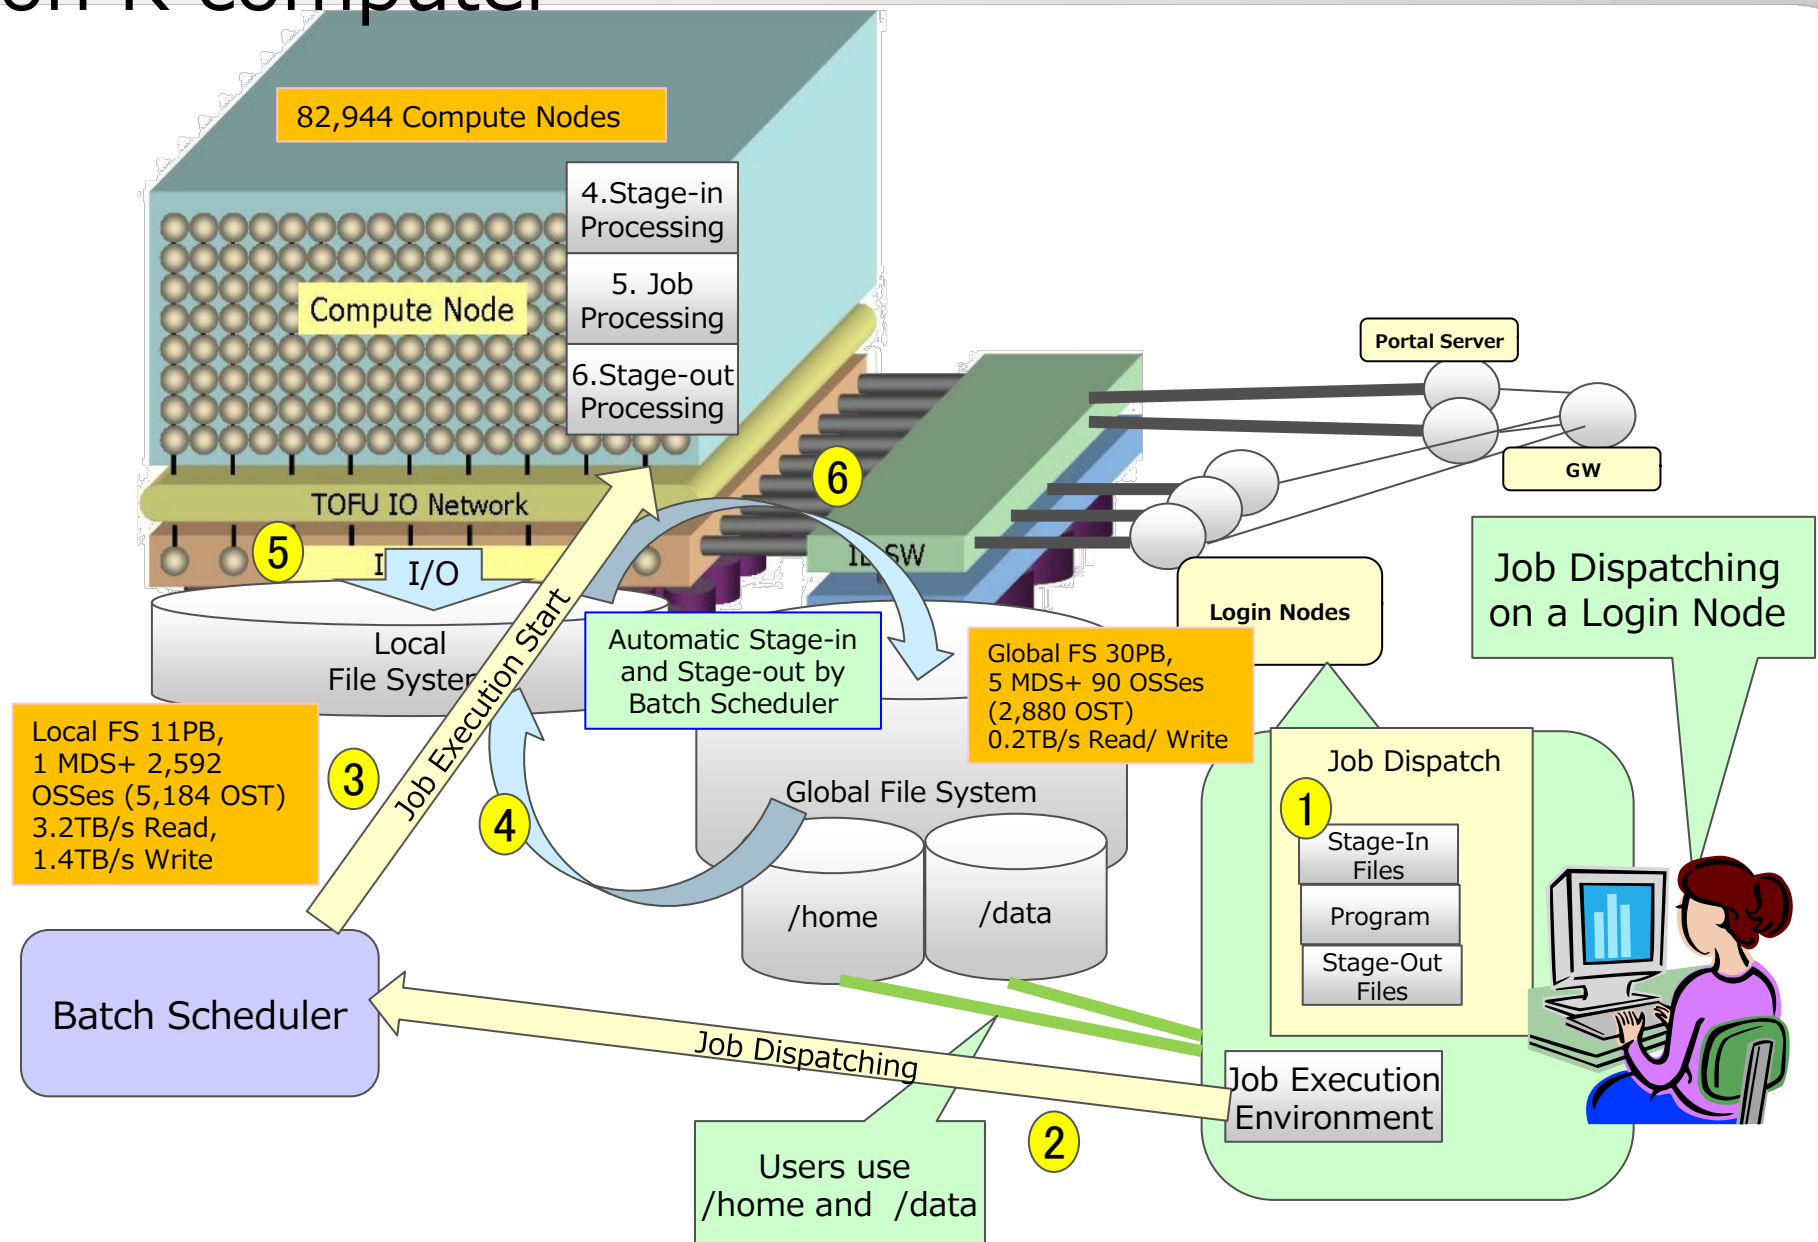 on K computer
82,944 Compute Nodes
4.Stage-in
Processing
5. Job
Processing
6.Stage-out
Processing
Compute Node
TOFU IO Network
5
I/O
6
IB SW
Portal Server
GW
Login Nodes
Job Dispatching
on a Login Node
Local
File System
Job Execution Start
Automatic Stage-in
and Stage-out by
Batch Scheduler
Global FS 30PB,
5 MDS+ 90 OSSes
(2,880 OST)
0.2TB/s Read/ Write
Local FS 11PB,
1 MDS+ 2,592
OSSes (5,184 OST)
3.2TB/s Read,
1.4TB/s Write
3
4
Global File System
/home
/data
Job Dispatch
1
Stage-In
Files
Program
Stage-Out
Files
Batch Scheduler
Job Dispatching
Job Execution
Environment
2
Users use
/home and /data